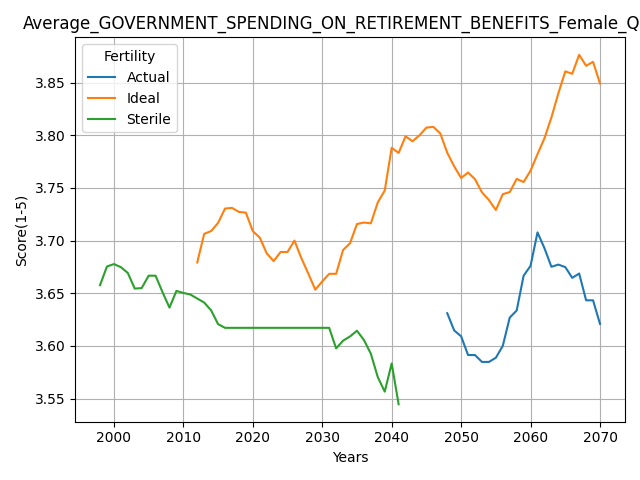 Average_GOVERNMENT_SPENDING_ON_RETIREMENT_BENEFITS_Female_Q
Fertility
Actual
Ideal
Sterile
3.85
3.80
3.75
3.70
3.65
3.60
3.55
Score(1-5)
2000 2010 2020 2030 2040 2050 2060 2070
Years